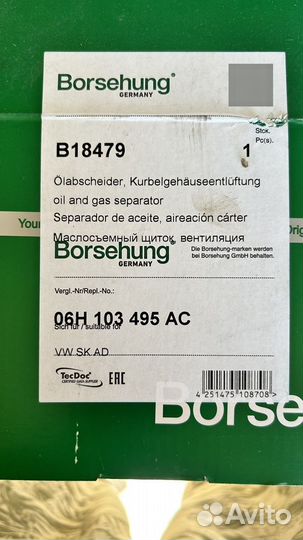 Borsehung®
GERMANY
B18479
Stck.
Pc(s).
1
Ölabscheider, Kurbelgehäuseentlüftung
oil and gas separator
Separador de aceite, aireación cárter
Маслосъемный щиток, вентиляция
Borsehung®
GERMANY
Die Borsehung-marken werden
bei Borsehung GmbH behalten.
Vergl.-Nr/Repl.-No.:
06H 103 495 AC
Sich für / suitable for
VW SK AD
TecDoc®
CERTIFIED DATA SUPPLIER
EAC
4 251475 108708 >
Your
Borse
Avito